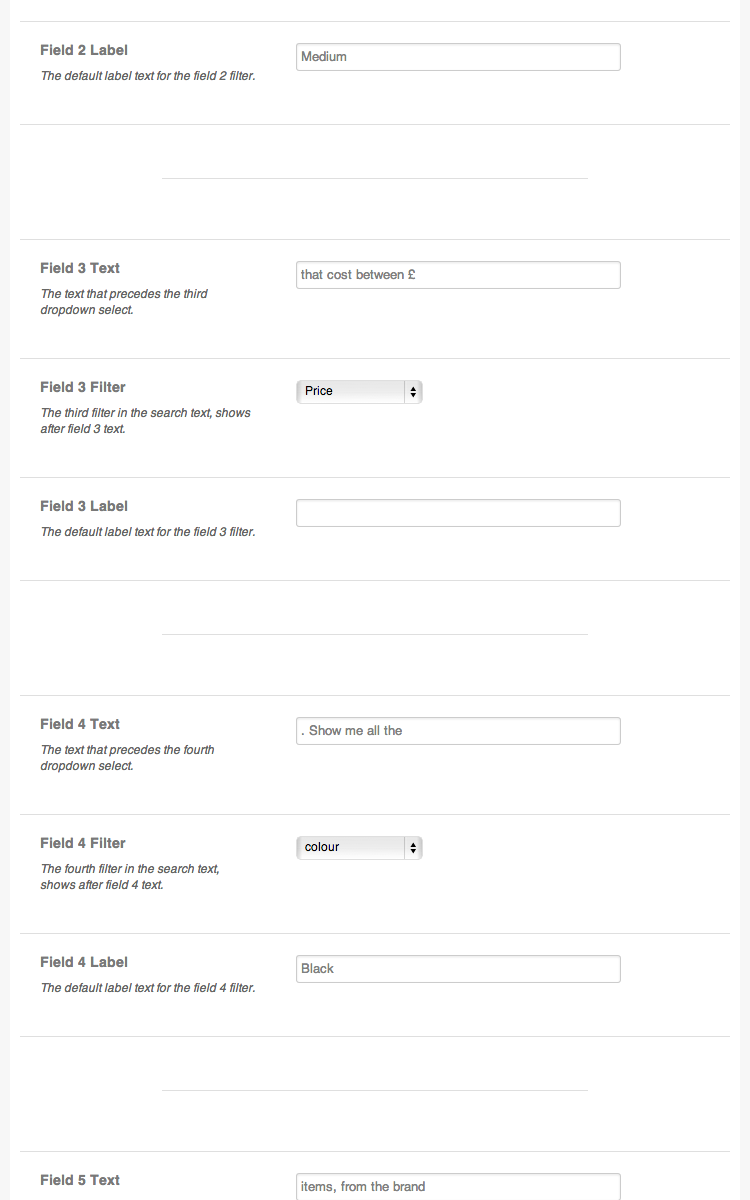 Field 2 Label
Medium
The default label text for the field 2 filter.
Field 3 Text
that cost between £
The text that precedes the third
dropdown select.
Field 3 Filter
Price
The third filter in the search text, shows
after field 3 text.
Field 3 Label
The default label text for the field 3 filter.
Field 4 Text
. Show me all the
The text that precedes the fourth
dropdown select.
Field 4 Filter
colour
The fourth filter in the search text,
shows after field 4 text.
Field 4 Label
Black
The default label text for the field 4 filter.
Field 5 Text
items, from the brand